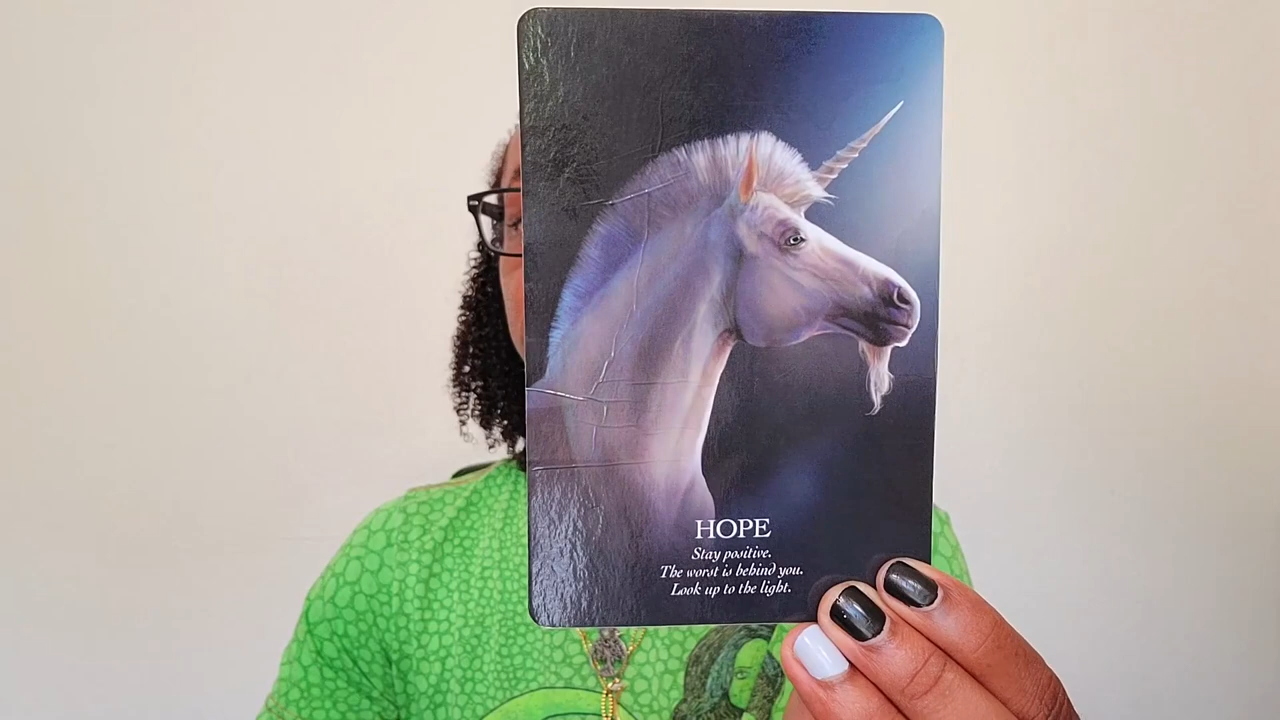 HOPE
Stay positive.
The worst is behind you.
Look up to the light.